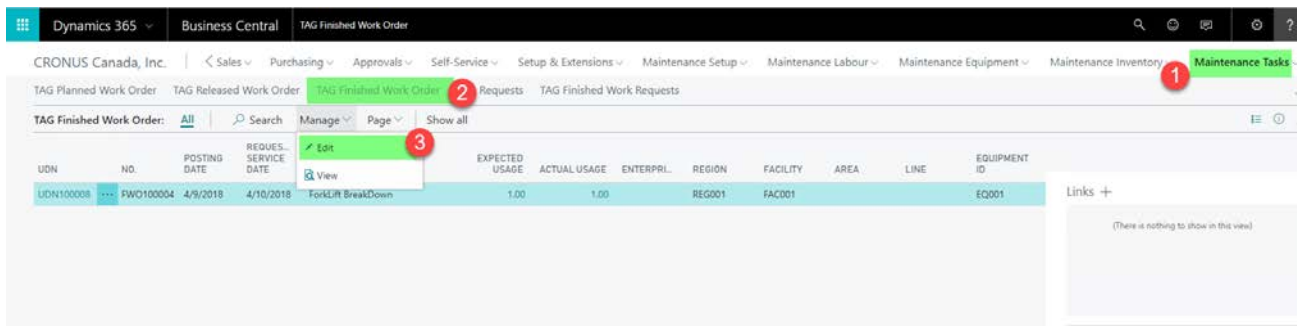 Dynamics 365 Business Central TAG Finished Work Order ?
CRONUS Canada, Inc. Sales Purchasing Approvals Self-Service Setup & Extensions Maintenance Setup Maintenance Labour Maintenance Equipment Maintenance Inventory 1 Maintenance Tasks
TAG Planned Work Order TAG Released Work Order TAG Finished Work Order 2 Requests TAG Finished Work Requests
TAG Finished Work Order: All Search Manage Page Show all
Edit 3
View
UDN NO. POSTING DATE REQUES... SERVICE DATE EXPECTED USAGE ACTUAL USAGE ENTERPRI... REGION FACILITY AREA LINE EQUIPMENT ID
UDN100008 ... FWO100004 4/9/2018 4/10/2018 ForkLift BreakDown 1.00 1.00 REG001 FAC001 EQ001
Links +
(There is nothing to show in this view)